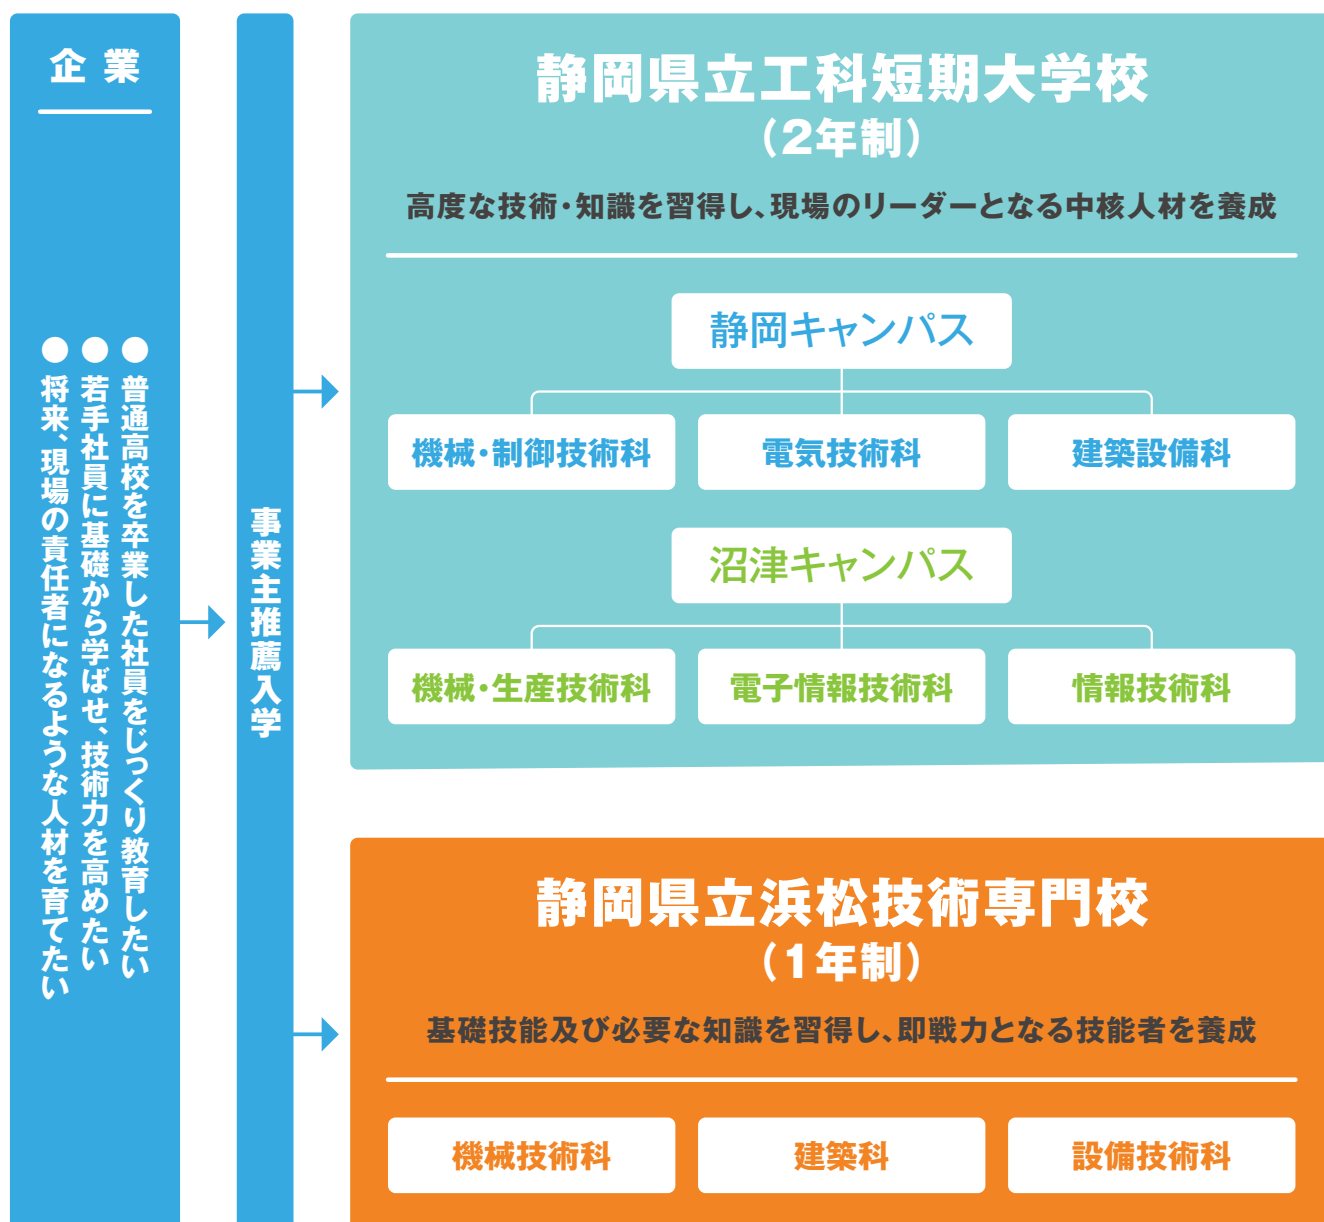 企業
●普通高校を卒業した社員をじっくり教育したい
●若手社員に基礎から学ばせ、技術力を高めたい
●将来、現場の責任者になるような人材を育てたい
事業主推薦入学
静岡県立工科短期大学校
（2年制）
高度な技術・知識を習得し、現場のリーダーとなる中核人材を養成
静岡キャンパス
機械・制御技術科
電気技術科
建築設備科
沼津キャンパス
機械・生産技術科
電子情報技術科
情報技術科
静岡県立浜松技術専門校
（1年制）
基礎技能及び必要な知識を習得し、即戦力となる技能者を養成
機械技術科
建築科
設備技術科